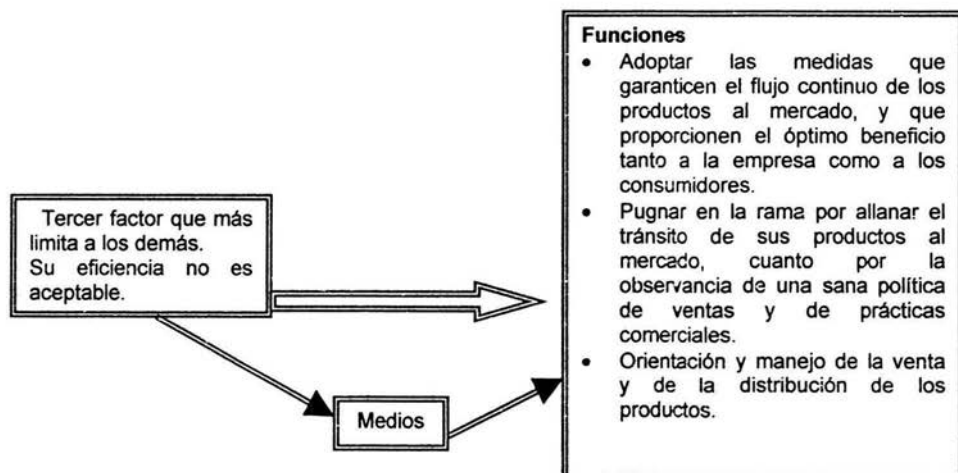 Funciones
• Adoptar las medidas que
garanticen el flujo continuo de los
productos al mercado, y que
proporcionen el óptimo beneficio
tanto a la empresa como a los
consumidores.
• Pugnar en la rama por allanar el
tránsito de sus productos al
mercado, cuanto por la
observancia de una sana política
de ventas y de prácticas
comerciales.
• Orientación y manejo de la venta
y de la distribución de los
productos.
Tercer factor que más
limita a los demás.
Su eficiencia no es
aceptable.
Medios